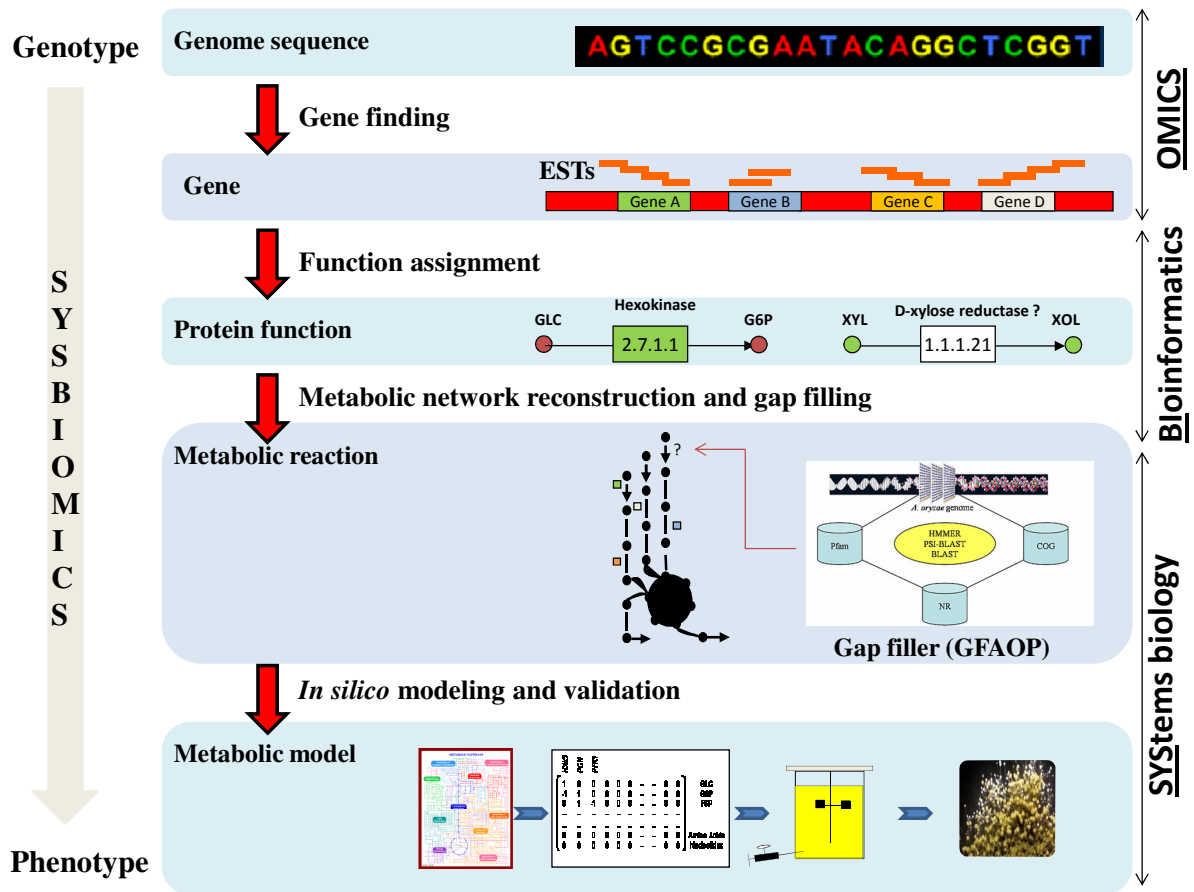 Genotype
Genome sequence
AGTCCGCGAATACAGGCTCGGT
Gene finding
OMICS
Gene
ESTs
Gene A
Gene B
Gene C
Gene D
Function assignment
Protein function
Hexokinase
GLC
2.7.1.1
G6P
D-xylose reductase ?
XYL
1.1.1.21
XOL
BIoinformatics
Metabolic network reconstruction and gap filling
Metabolic reaction
?
A. oryzae genome
Pfam
HMMER
PSI-BLAST
BLAST
COG
NR
Gap filler (GFAOP)
SYSBIOMICS
In silico modeling and validation
SYStems biology
Metabolic model
GLC
G6P
Amino Acids
Phenotype